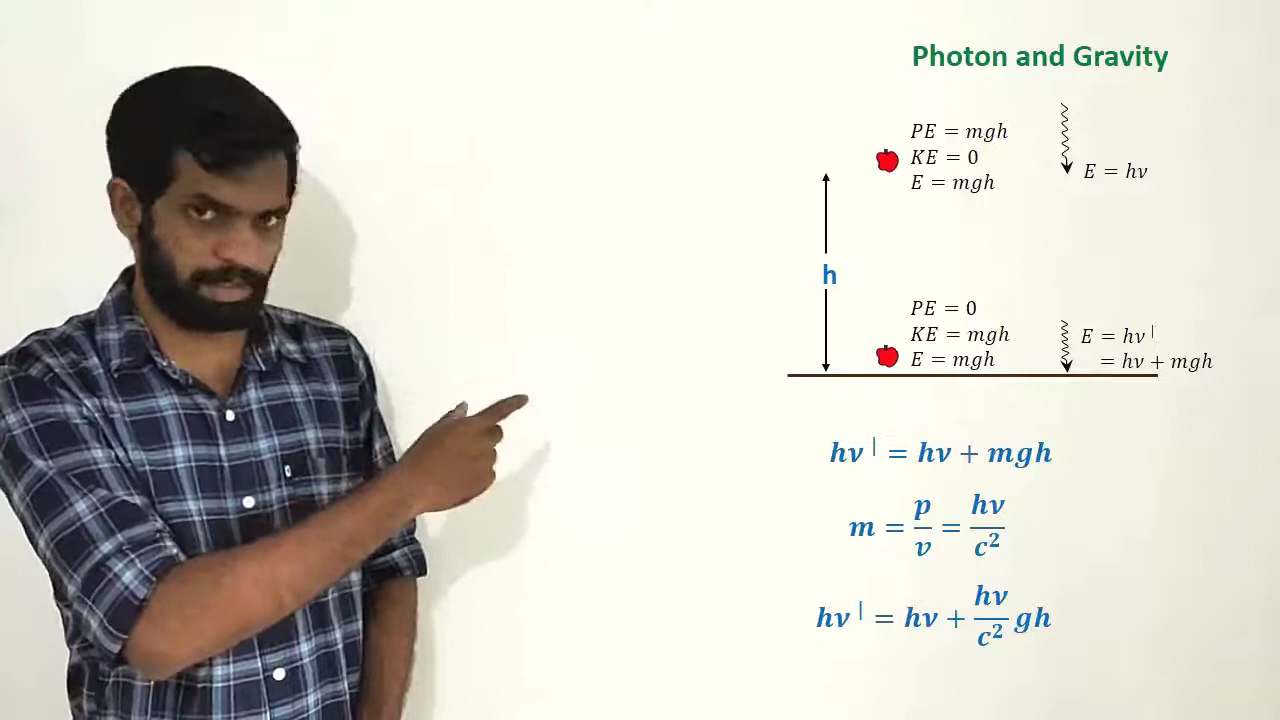 Photon and Gravity
PE = mgh
KE = 0
E = mgh
E = hν
h
PE = 0
KE = mgh
E = mgh
E = hν ꞌ
= hν + mgh
hν ꞌ = hν + mgh
m = p/v = hν/c²
hν ꞌ = hν + hν/c² gh